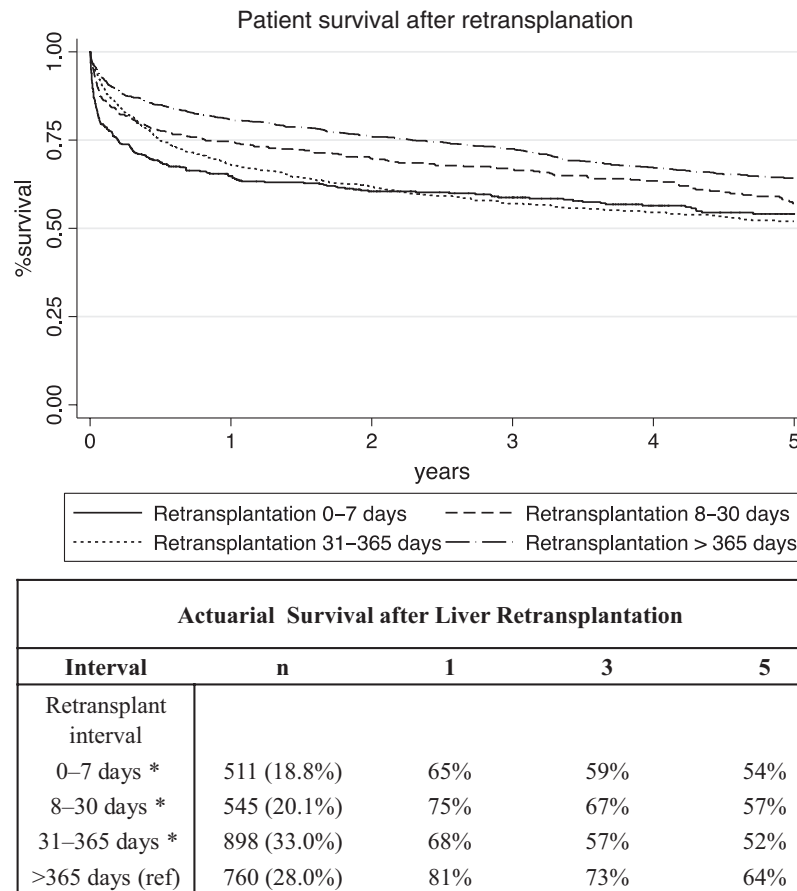 Patient survival after retransplanation
1.00
0.75
0.50
0.25
0.00
%survival
0 1 2 3 4 5
years
Retransplantation 0–7 days Retransplantation 8–30 days
Retransplantation 31–365 days Retransplantation > 365 days
Actuarial Survival after Liver Retransplantation
Interval n 1 3 5
Retransplant
interval
0–7 days * 511 (18.8%) 65% 59% 54%
8–30 days * 545 (20.1%) 75% 67% 57%
31–365 days * 898 (33.0%) 68% 57% 52%
>365 days (ref) 760 (28.0%) 81% 73% 64%